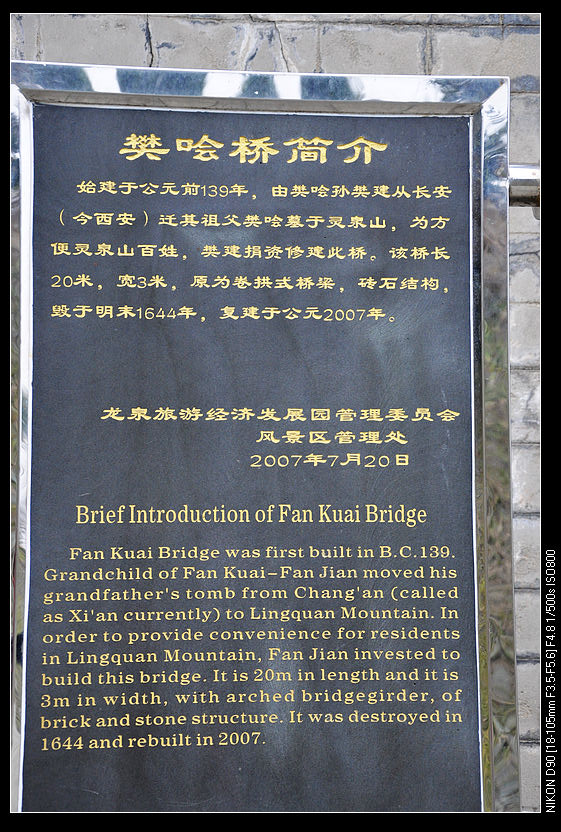 樊哙桥简介
始建于公元前139年，由樊哙孙樊建从长安
（今西安）迁其祖父樊哙墓于灵泉山，为方
便灵泉山百姓，樊建捐资修建此桥。该桥长
20米，宽3米，原为卷拱式桥梁，砖石结构，
毁于明末1644年，复建于公元2007年。
龙泉旅游经济发展园管理委员会
风景区管理处
2007年7月20日
Brief Introduction of Fan Kuai Bridge
Fan Kuai Bridge was first built in B.C.139.
Grandchild of Fan Kuai-Fan Jian moved his
grandfather's tomb from Chang'an (called
as Xi'an currently) to Lingquan Mountain. In
order to provide convenience for residents
in Lingquan Mountain, Fan Jian invested to
build this bridge. It is 20m in length and it is
3m in width, with arched bridgegirder, of
brick and stone structure. It was destroyed in
1644 and rebuilt in 2007.
NIKON D90 [18-105mm F3.5-F5.6] F4.8 1/500s ISO800